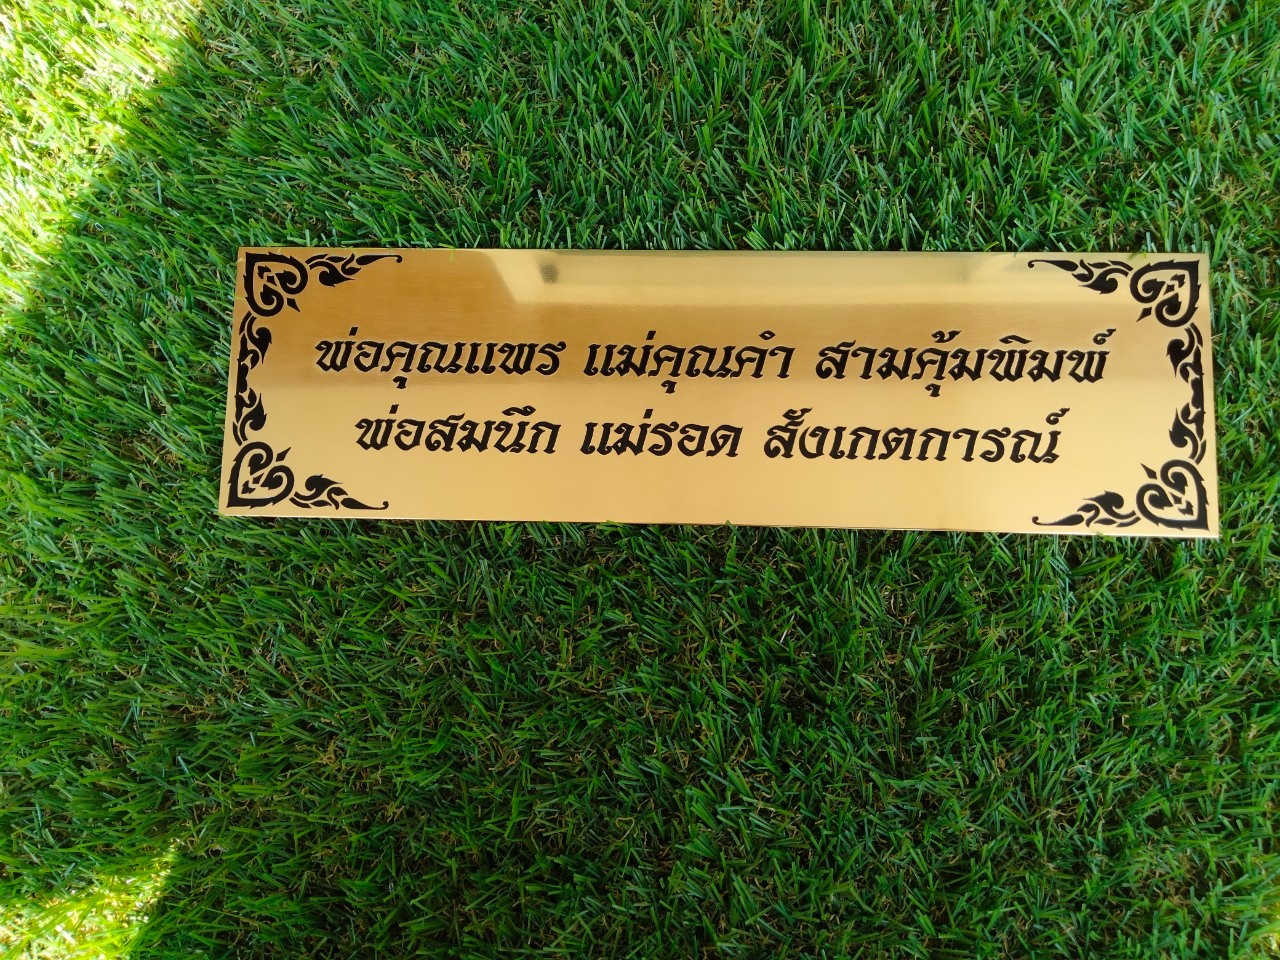 พ่อคุณแพร แม่คุณคำ สามคุ้มพิมพ์
พ่อสมนึก แม่รอด สังเกตการณ์